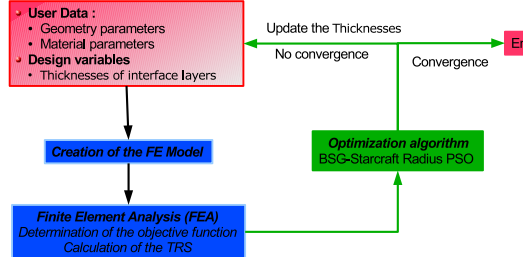 User Data :
• Geometry parameters
• Material parameters
Design variables
• Thicknesses of interface layers
Update the Thicknesses
No convergence
Convergence
Creation of the FE Model
Optimization algorithm
BSG-Starcraft Radius PSO
Finite Element Analysis (FEA)
Determination of the objective function
Calculation of the TRS